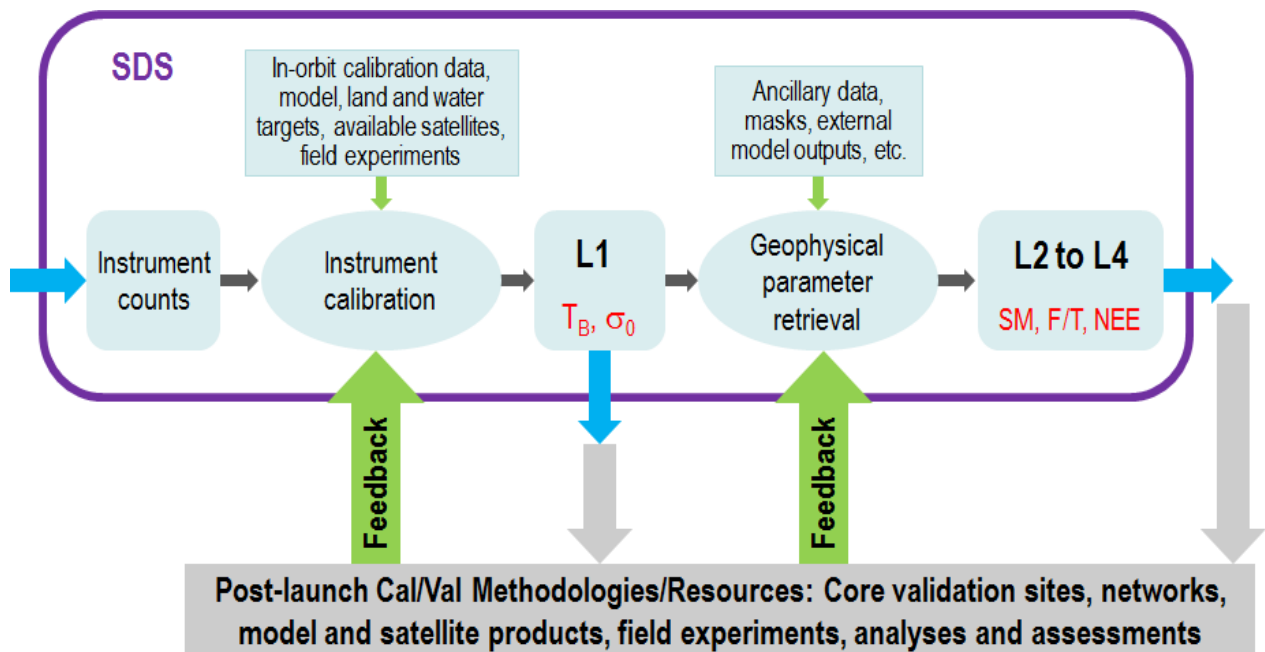 SDS
In-orbit calibration data,
model, land and water
targets, available satellites,
field experiments
Ancillary data,
masks, external
model outputs, etc.
Instrument
counts
Instrument
calibration
L1
T_B, σ_0
Geophysical
parameter
retrieval
L2 to L4
SM, F/T, NEE
Feedback
Feedback
Post-launch Cal/Val Methodologies/Resources: Core validation sites, networks,
model and satellite products, field experiments, analyses and assessments